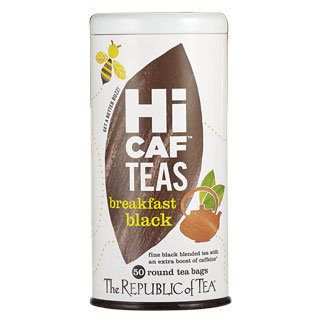 GET A BETTER BUZZ!
Hi
CAF™
TEAS
breakfast
black
fine black blended tea with
an extra boost of caffeine*
50 round tea bags
The REPUBLIC of TEA®